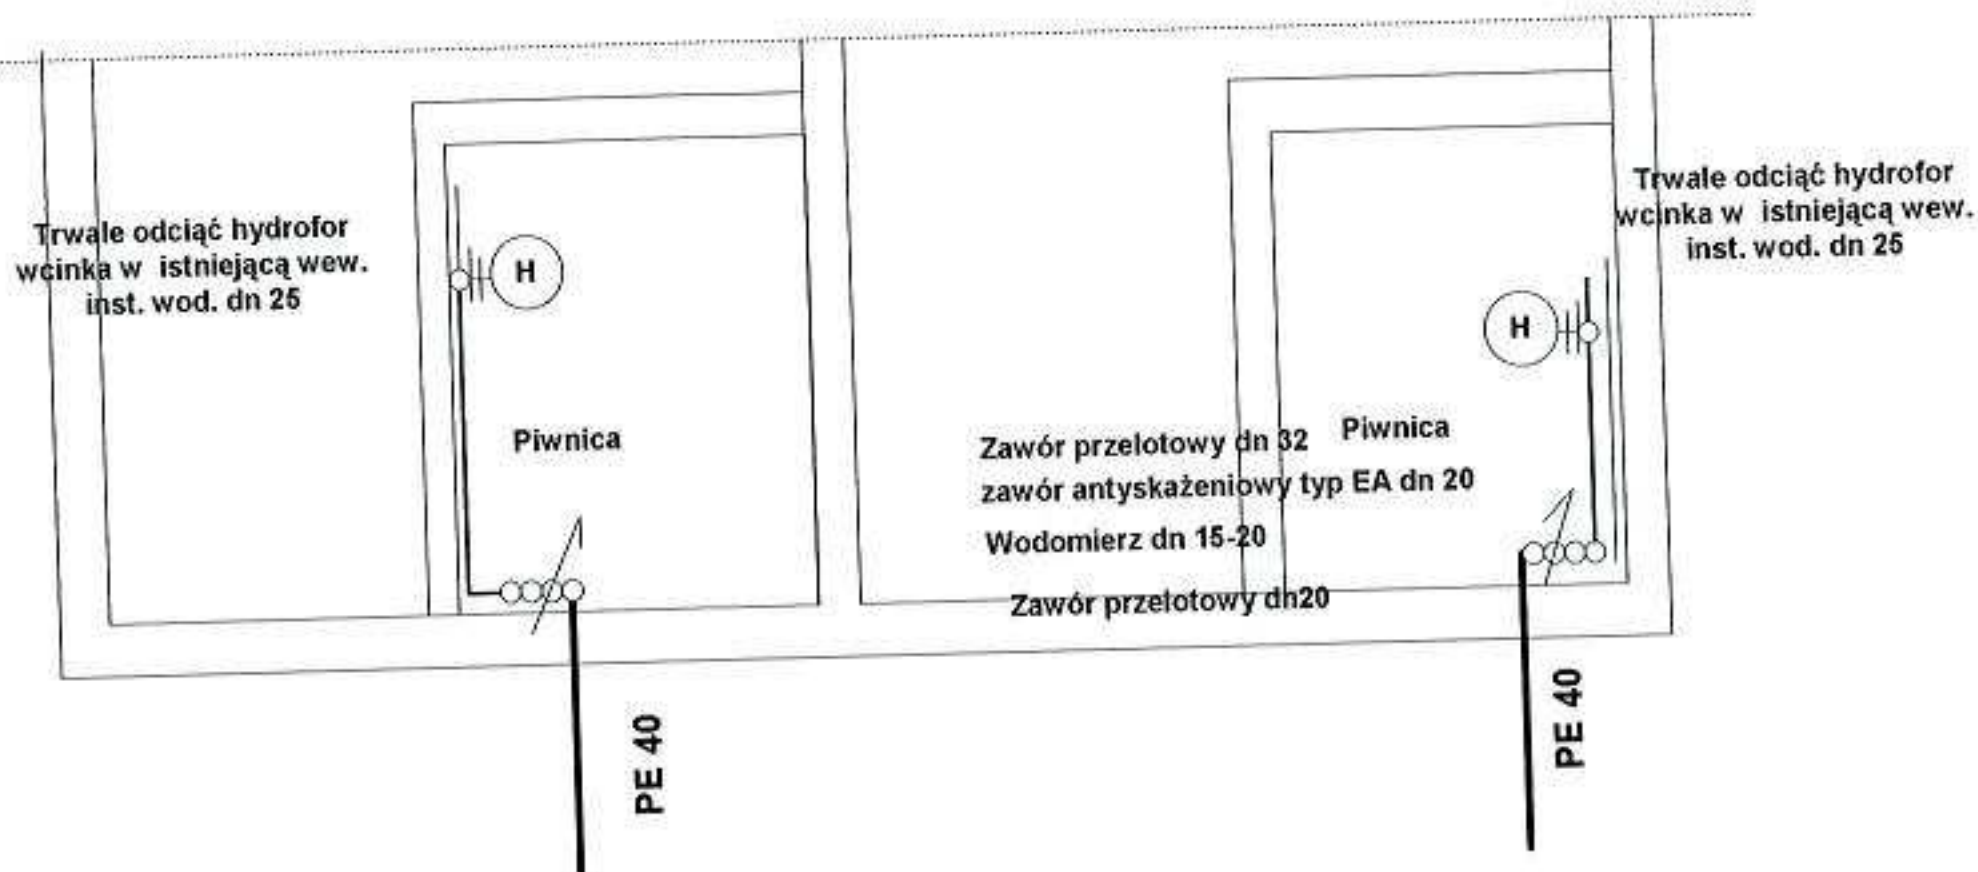 Trwale odciąć hydrofor
wcinka w istniejącą wew.
inst. wod. dn 25
H
Piwnica
PE 40
Zawór przelotowy dn 32
zawór antyskażeniowy typ EA dn 20
Wodomierz dn 15-20
Zawór przelotowy dn20
Piwnica
H
Trwale odciąć hydrofor
wcinka w istniejącą wew.
inst. wod. dn 25
PE 40